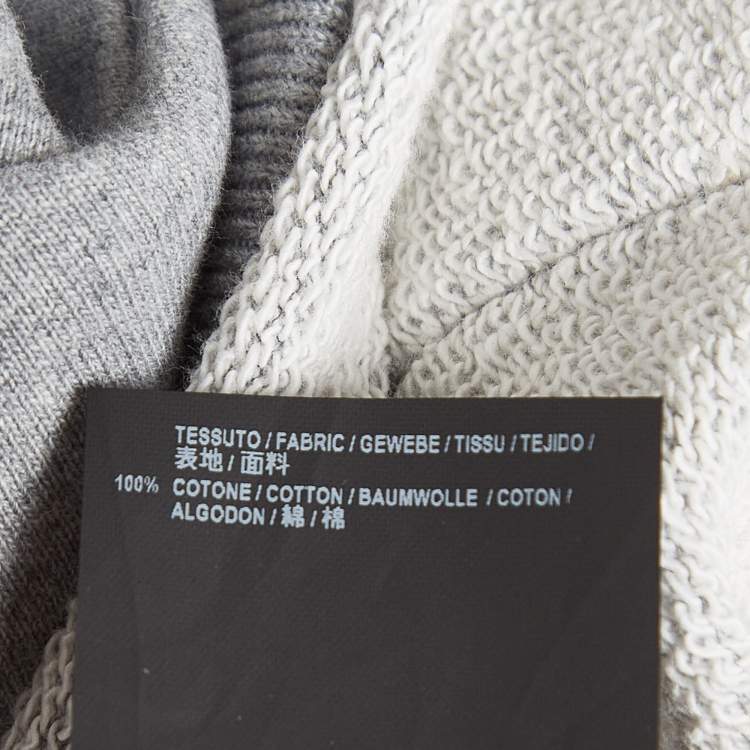 TESSUTO / FABRIC / GEWEBE / TISSU / TEJIDO /
表地 / 面料
100% COTONE / COTTON / BAUMWOLLE / COTON /
ALGODON / 綿 / 棉